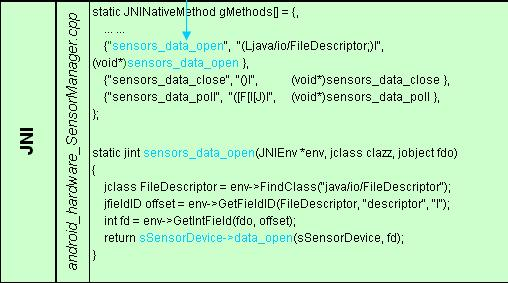 JNI
android_hardware_SensorManager.cpp
static JNINativeMethod gMethods[] = {,
... ...
{"sensors_data_open", "(Ljava/io/FileDescriptor;)I",
(void*)sensors_data_open },
{"sensors_data_close", "()I", (void*)sensors_data_close },
{"sensors_data_poll", "([F[I[J)I", (void*)sensors_data_poll },
};
static jint sensors_data_open(JNIEnv *env, jclass clazz, jobject fdo)
{
jclass FileDescriptor = env->FindClass("java/io/FileDescriptor");
jfieldID offset = env->GetFieldID(FileDescriptor, "descriptor", "I");
int fd = env->GetIntField(fdo, offset);
return sSensorDevice->data_open(sSensorDevice, fd);
}